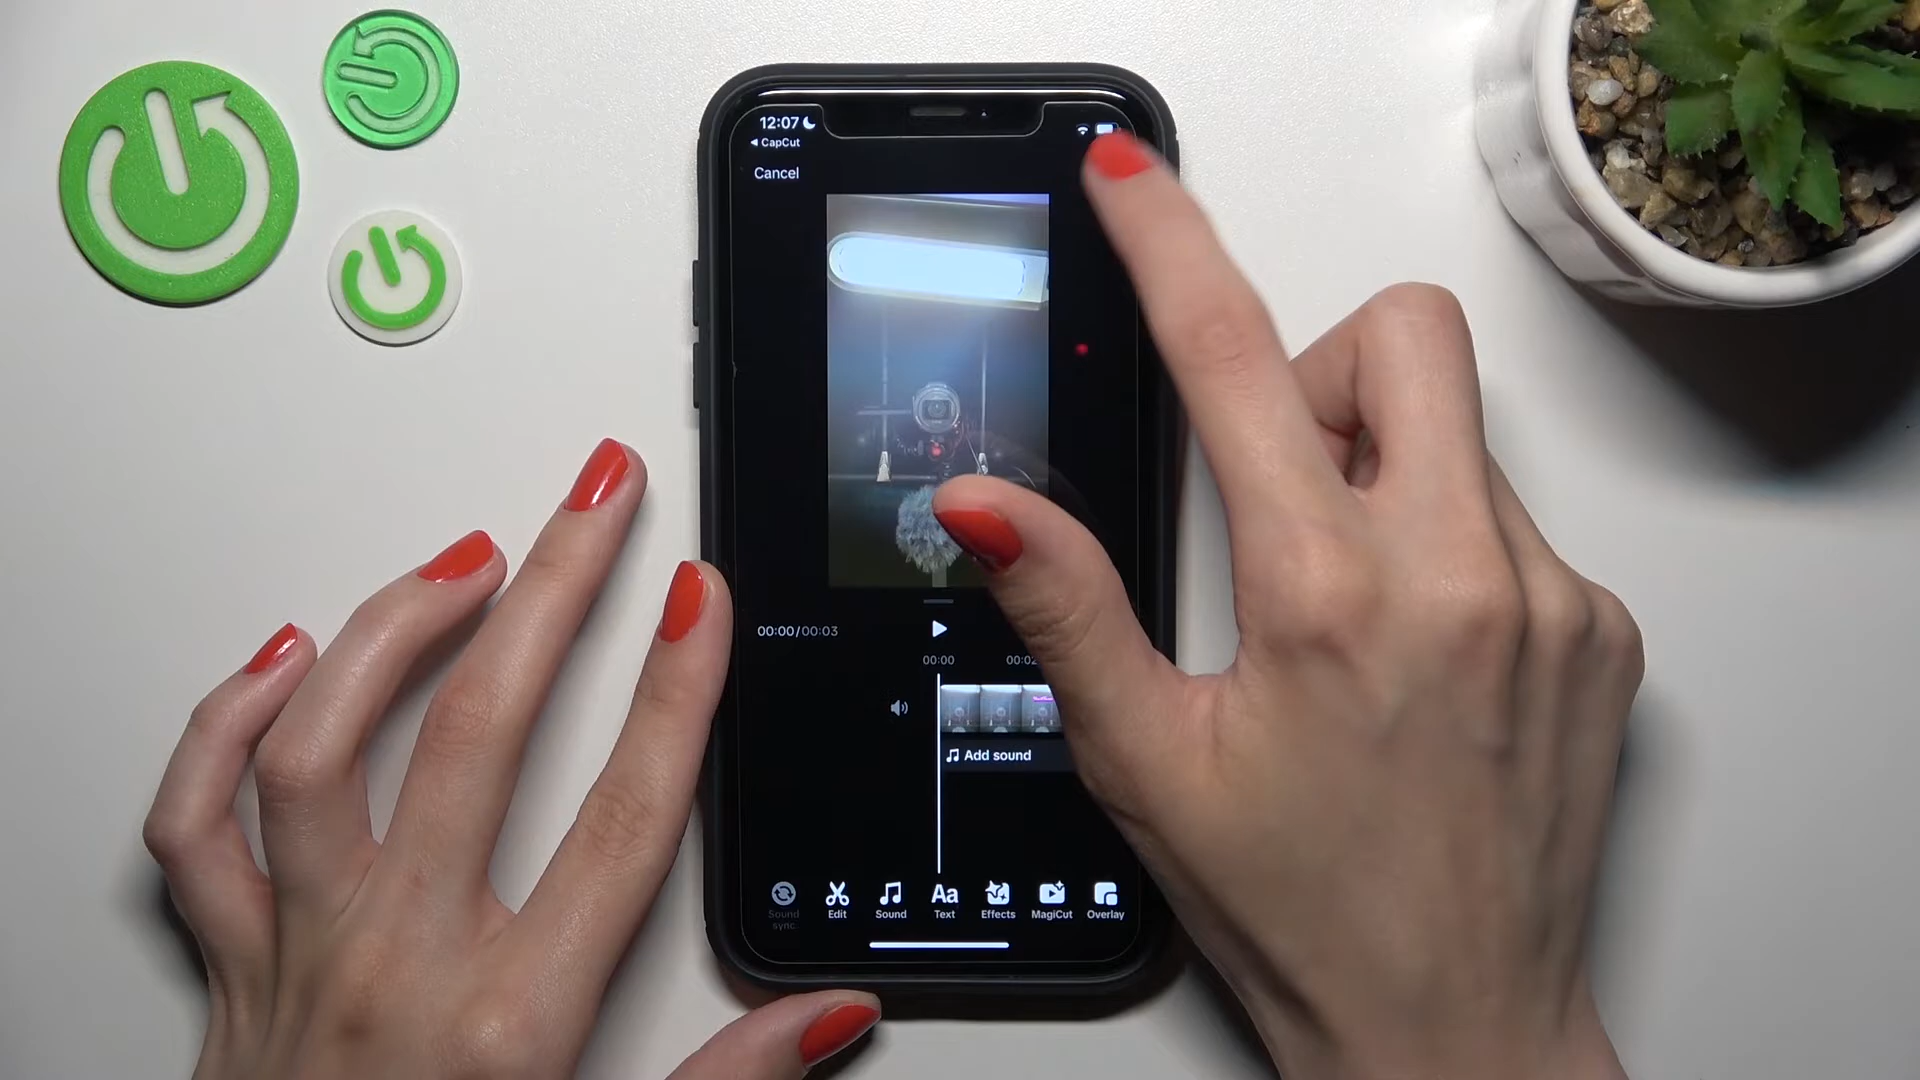 12:07
◀ CapCut
Cancel
00:00/00:03
00:00
00:02
Add sound
Sound sync
Edit
Sound
Aa
Text
Effects
MagiCut
Overlay